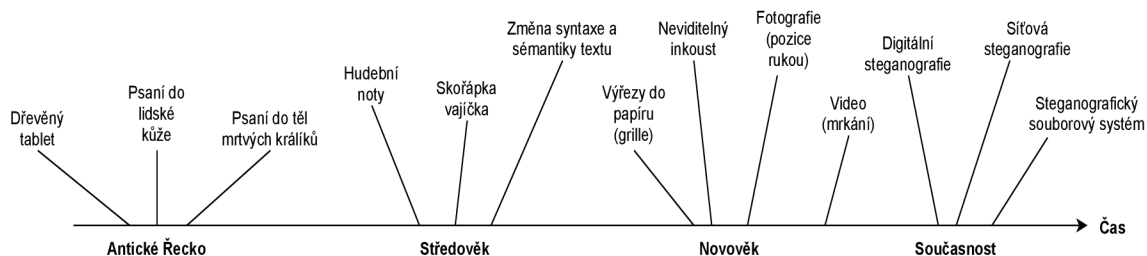 Dřevěný
tablet
Psaní do
lidské
kůže
Psaní do těl
mrtvých králíků
Hudební
noty
Skořápka
vajíčka
Změna syntaxe a
sémantiky textu
Výřezy do
papíru
(grille)
Neviditelný
inkoust
Fotografie
(pozice
rukou)
Video
(mrkání)
Digitální
steganografie
Síťová
steganografie
Steganografický
souborový systém
Antické Řecko
Středověk
Novověk
Současnost
Čas